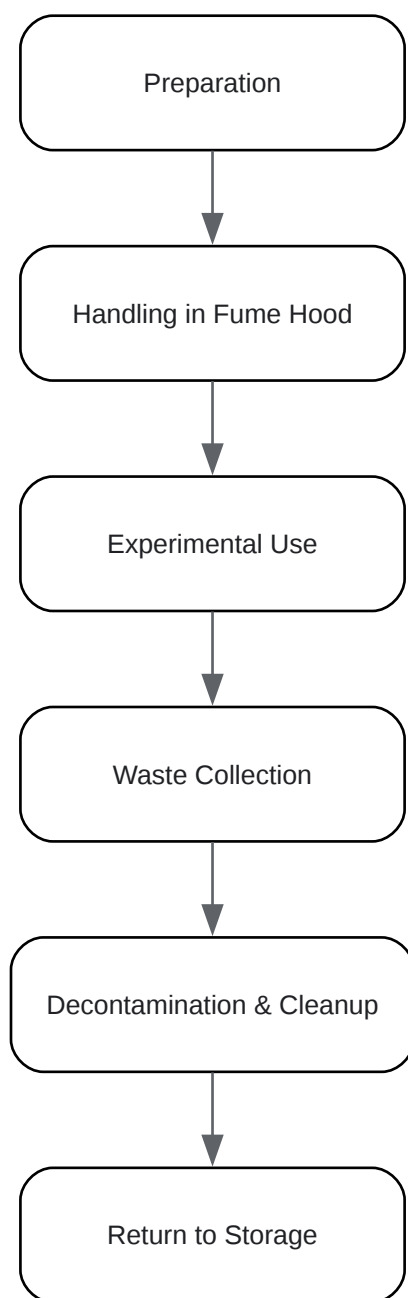 Preparation
Handling in Fume Hood
Experimental Use
Waste Collection
Decontamination & Cleanup
Return to Storage